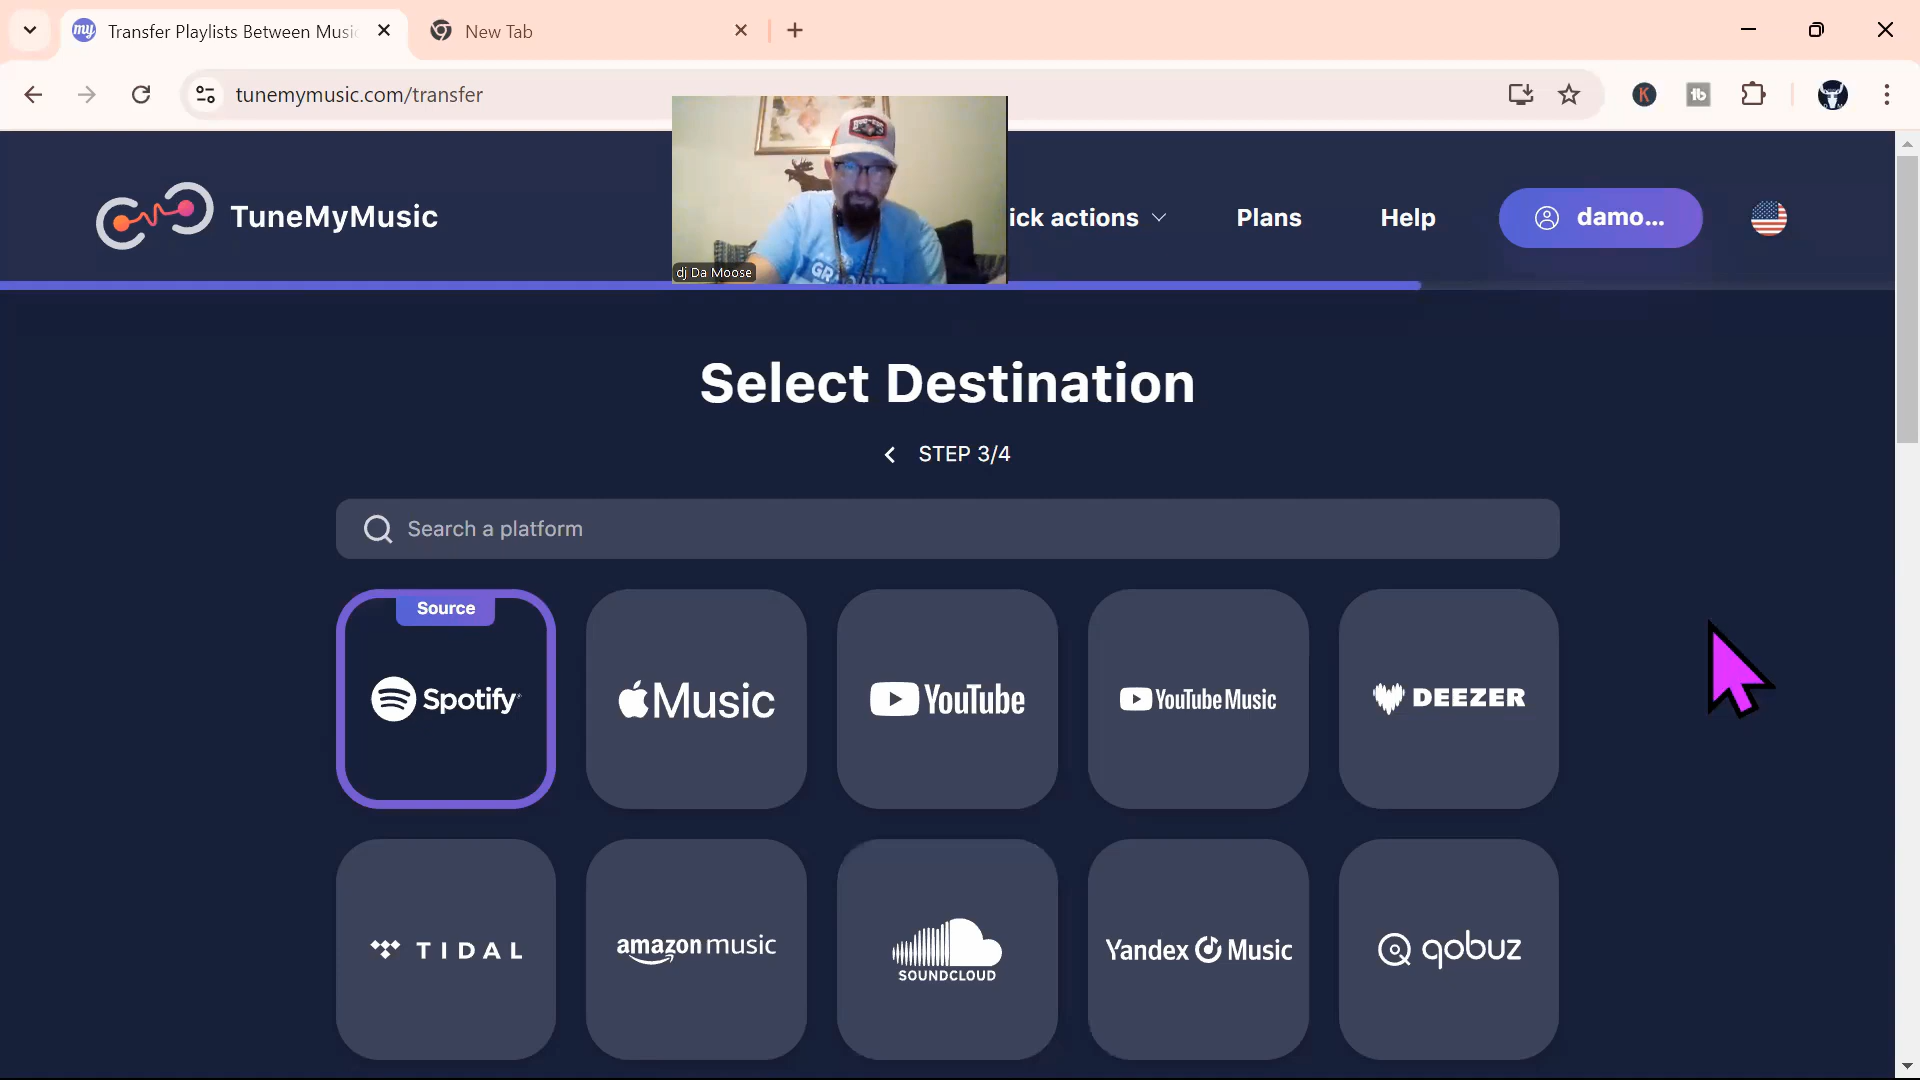 my Transfer Playlists Between Musi
New Tab
tunemymusic.com/transfer
K
tb
TuneMyMusic
ick actions
Plans
Help
damo...
dj Da Moose
Select Destination
STEP 3/4
Search a platform
Source
Spotify
Music
YouTube
YouTube Music
DEEZER
TIDAL
amazon music
SOUNDCLOUD
Yandex Music
qobuz